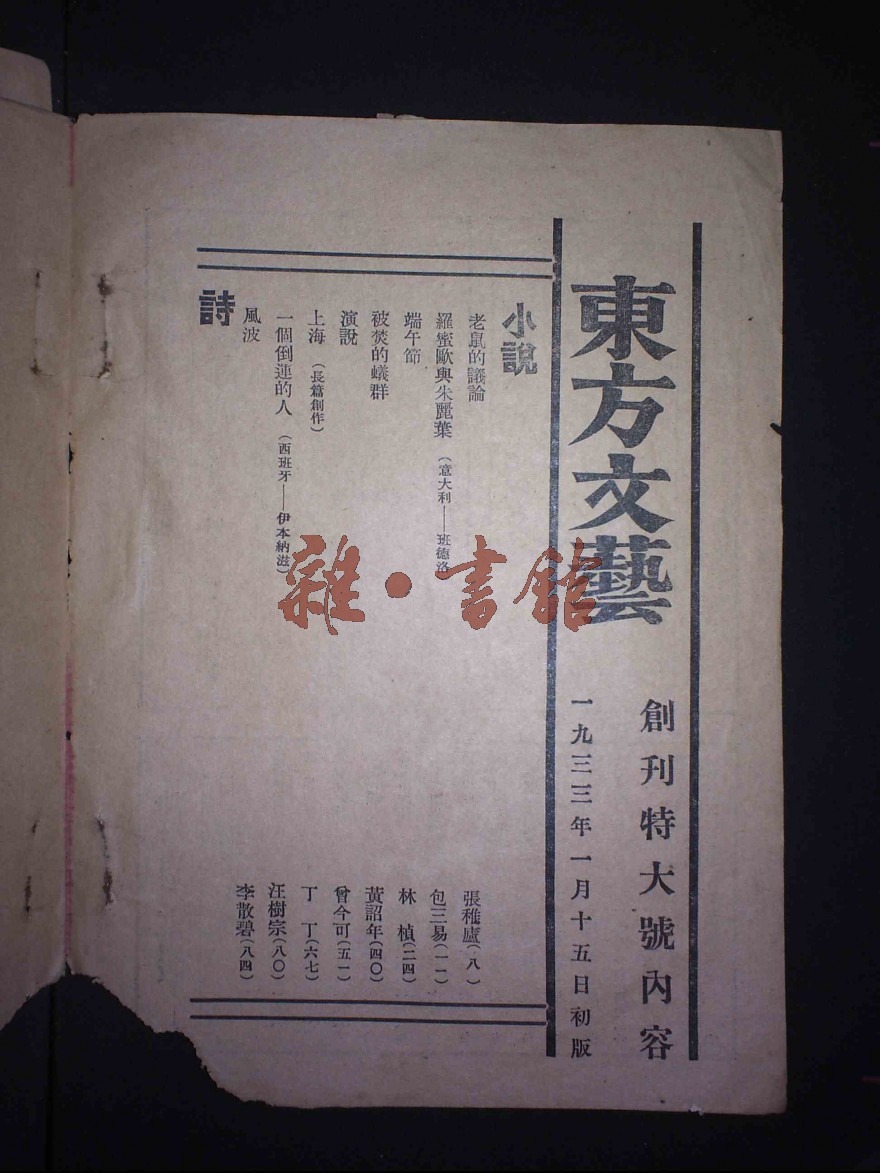 東方文藝
創刊特大號內容
一九三三年一月十五日初版
小說
老鼠的議論 張稚廬(八)
羅蜜歐與朱麗葉 (意大利——班德洛) 包三易(一一)
端午節 林楨(二四)
被焚的蟻群 黃詔年(四〇)
演說 曾今可(五一)
上海 (長篇創作) 丁丁(六七)
一個倒運的人 (西班牙——伊本納滋) 汪樹宗(八〇)
風波 李散碧(八四)
詩
雜·書館